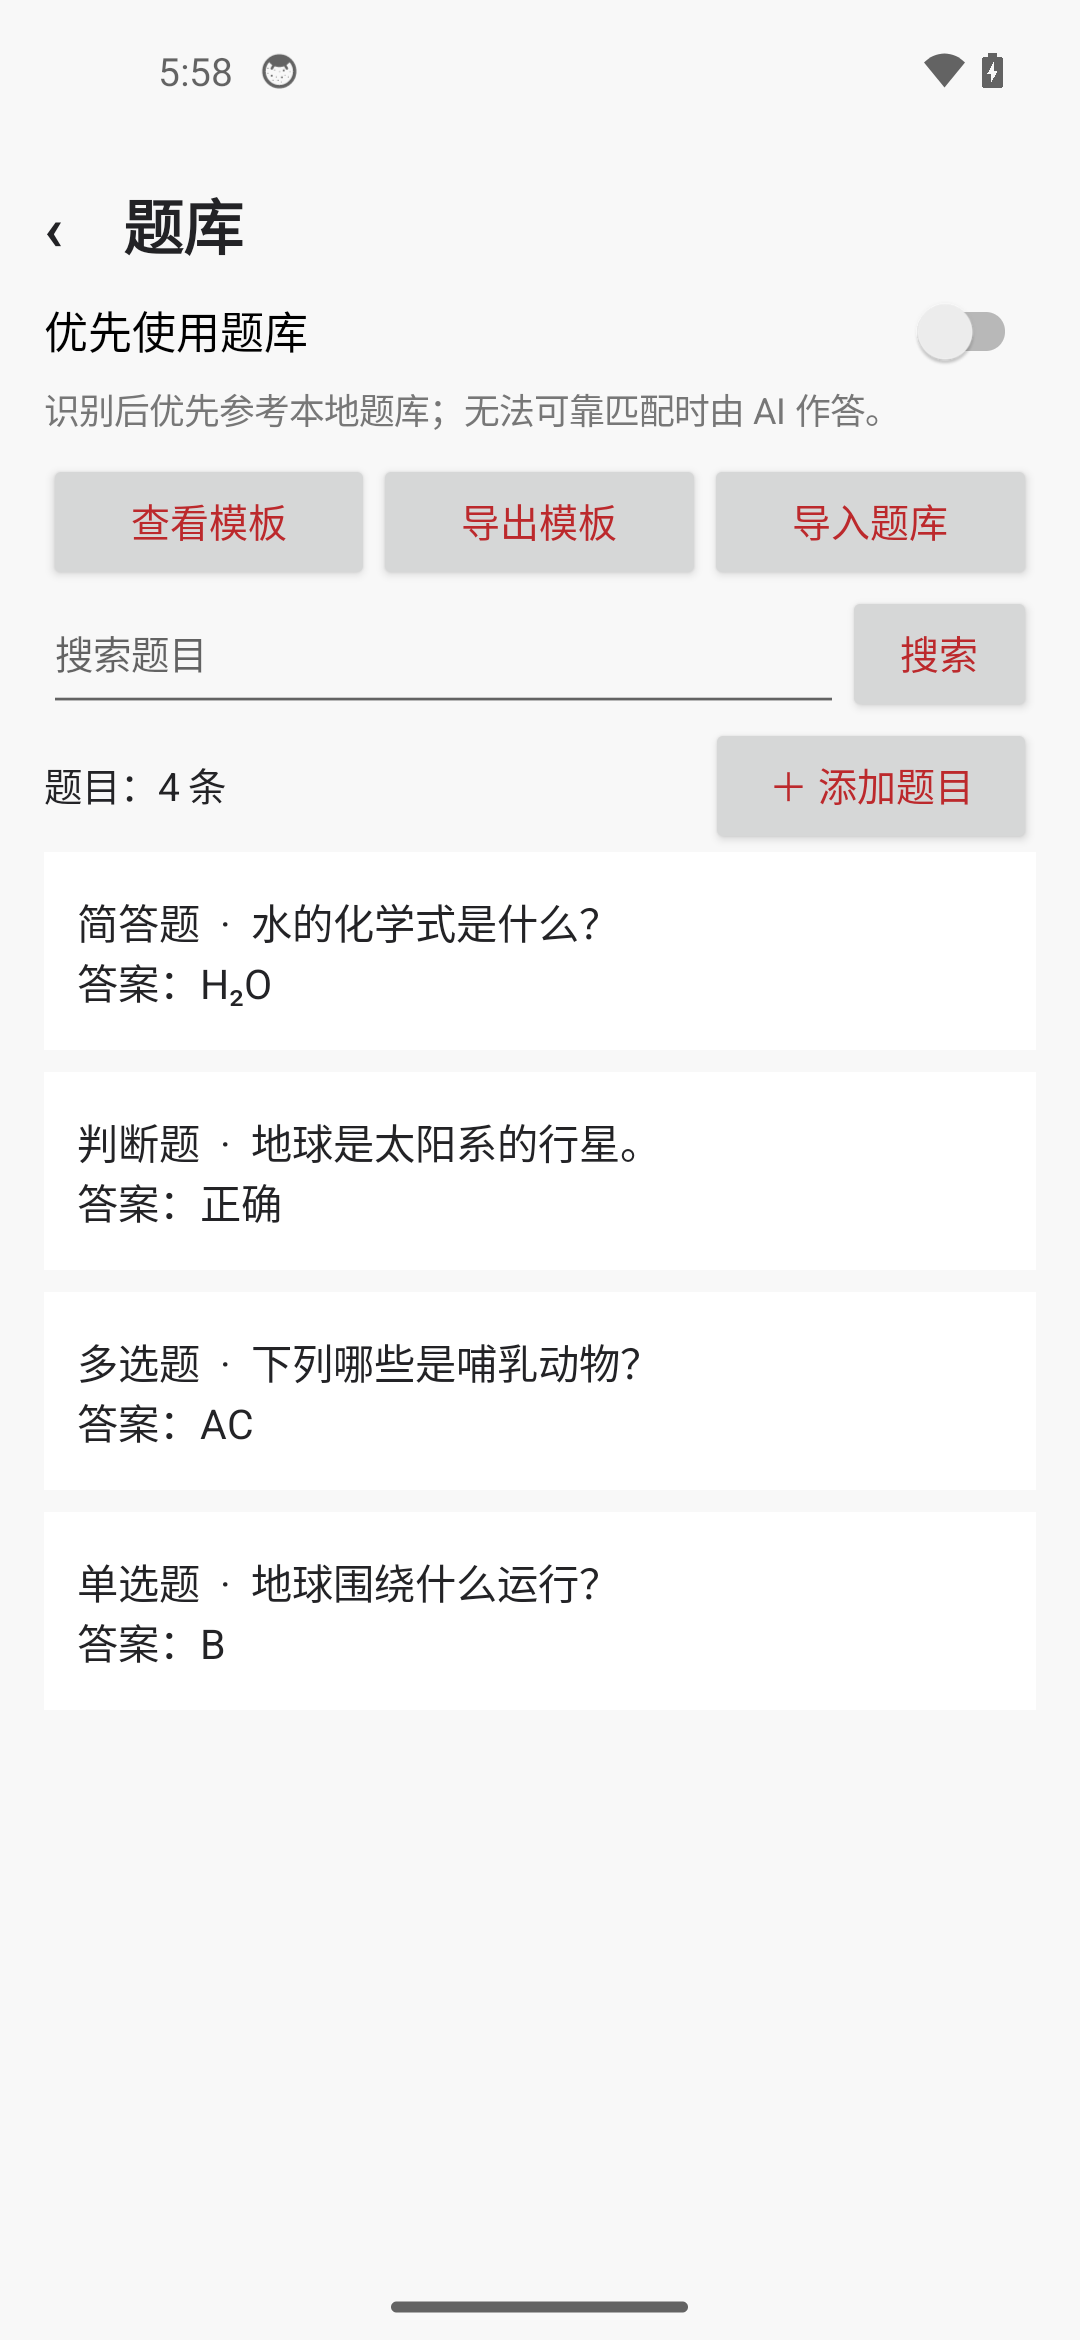 5:58
‹ 题库
优先使用题库
识别后优先参考本地题库；无法可靠匹配时由 AI 作答。
查看模板 导出模板 导入题库
搜索题目 搜索
题目：4 条 ＋ 添加题目
简答题 · 水的化学式是什么？
答案：H₂O
判断题 · 地球是太阳系的行星。
答案：正确
多选题 · 下列哪些是哺乳动物？
答案：AC
单选题 · 地球围绕什么运行？
答案：B